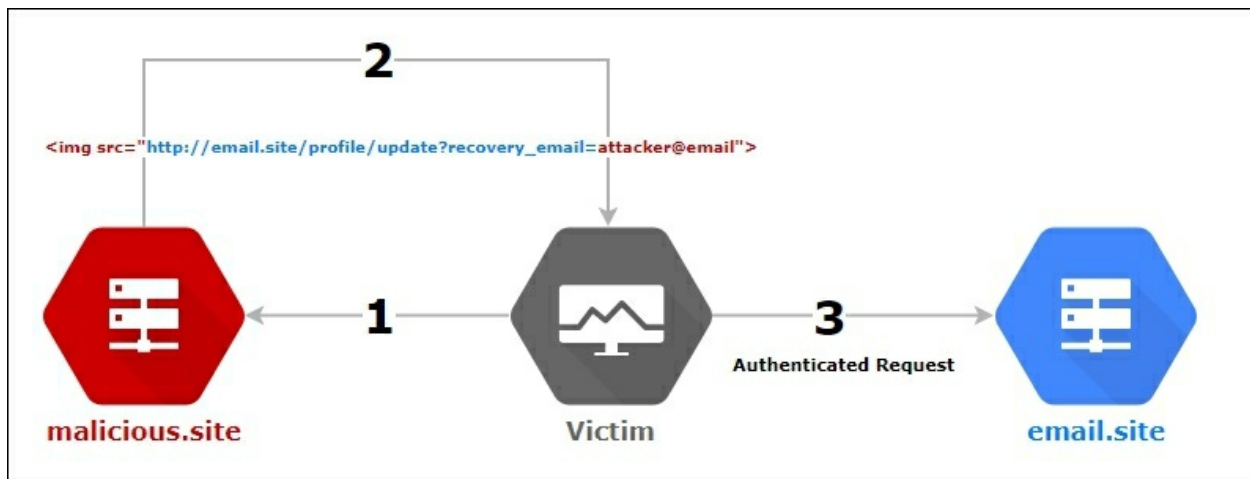 2
<img src="http://email.site/profile/update?recovery_email=attacker@email">
1
3
Authenticated Request
malicious.site
Victim
email.site